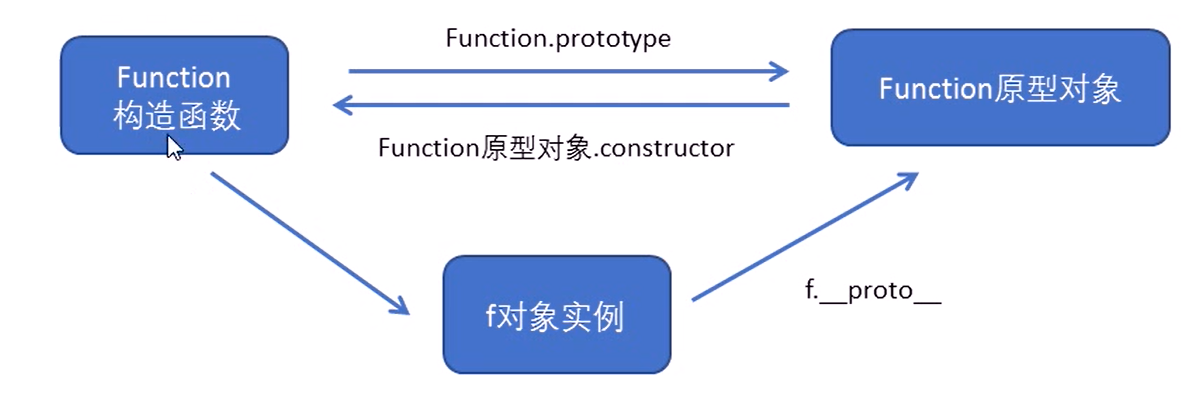 Function.prototype
Function
构造函数
Function原型对象
Function原型对象.constructor
f对象实例
f.__proto__